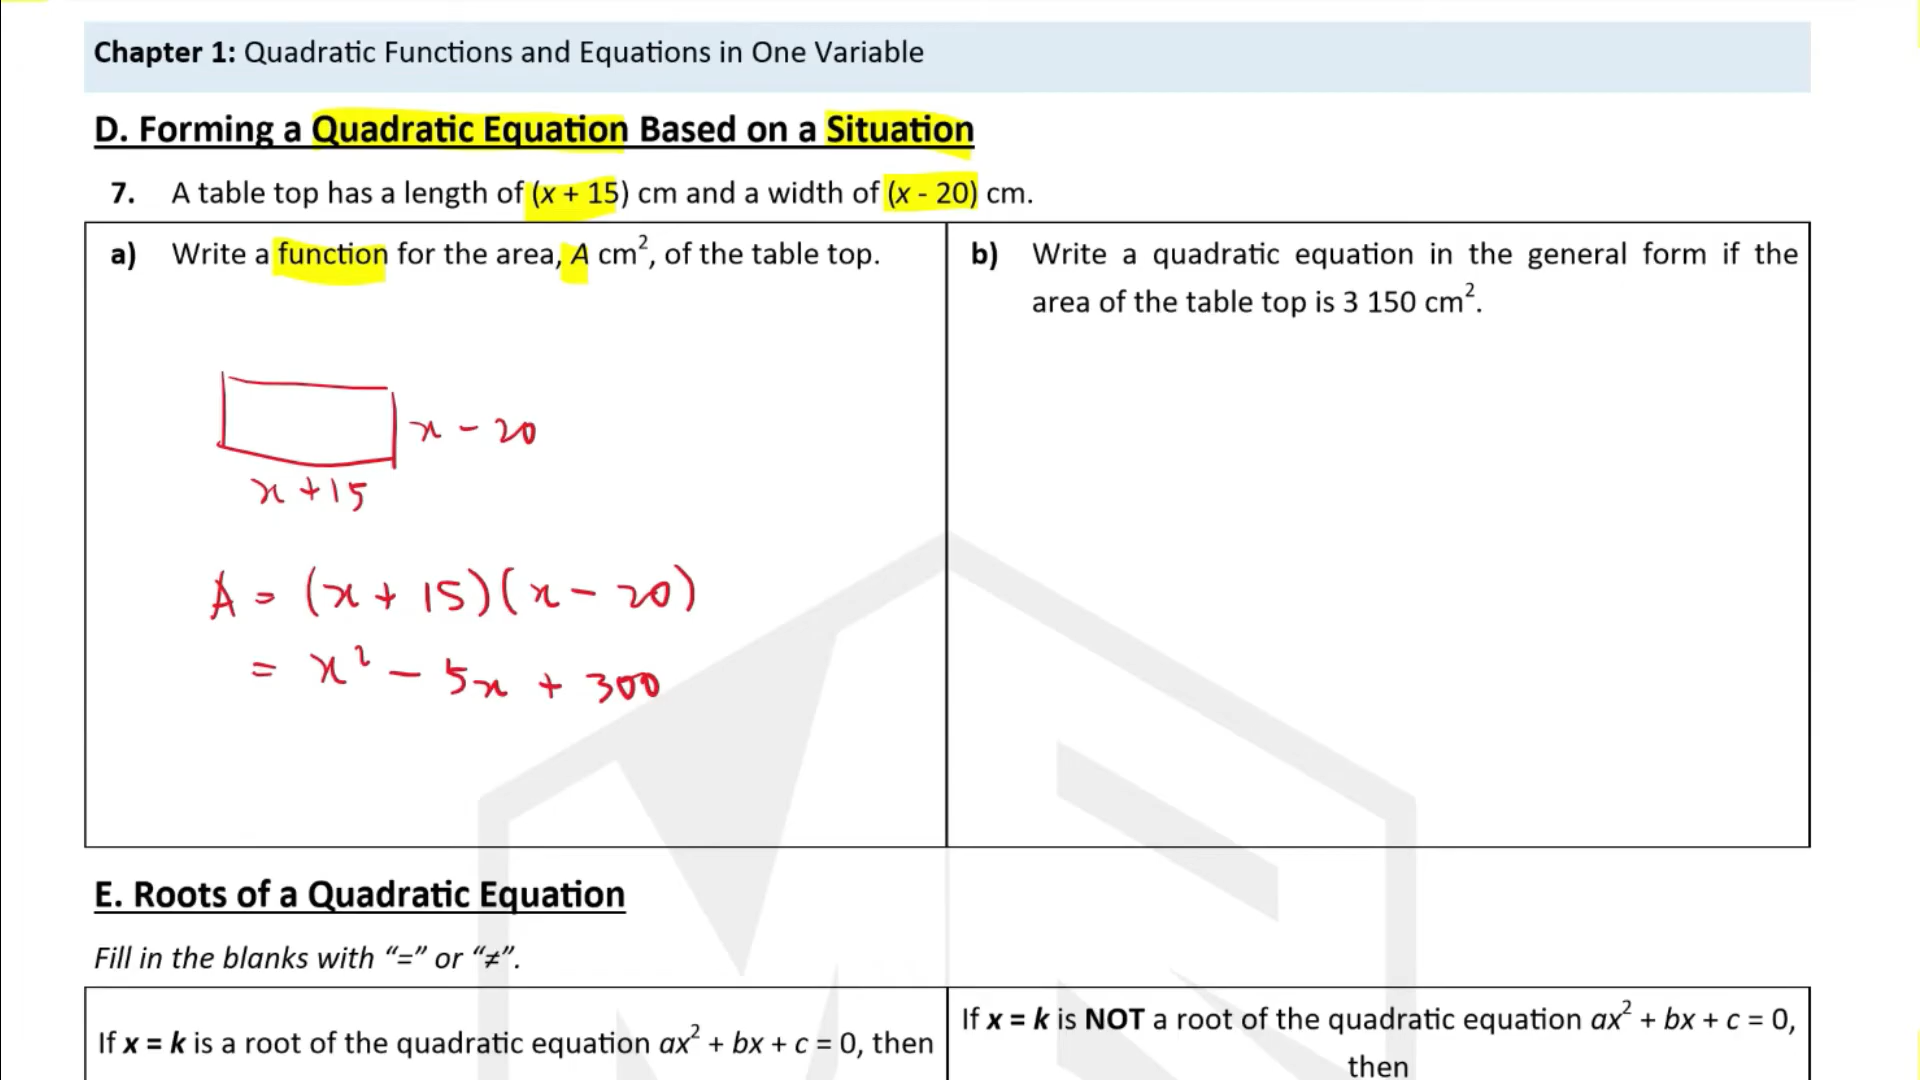 Chapter 1: Quadratic Functions and Equations in One Variable
D. Forming a Quadratic Equation Based on a Situation
7. A table top has a length of (x + 15) cm and a width of (x - 20) cm.
a) Write a function for the area, A cm², of the table top.
x - 20
x + 15
A = (x + 15)(x - 20)
= x² - 5x + 300
b) Write a quadratic equation in the general form if the
area of the table top is 3 150 cm².
E. Roots of a Quadratic Equation
Fill in the blanks with “=” or “≠”.
If x = k is a root of the quadratic equation ax² + bx + c = 0, then
If x = k is NOT a root of the quadratic equation ax² + bx + c = 0,
then